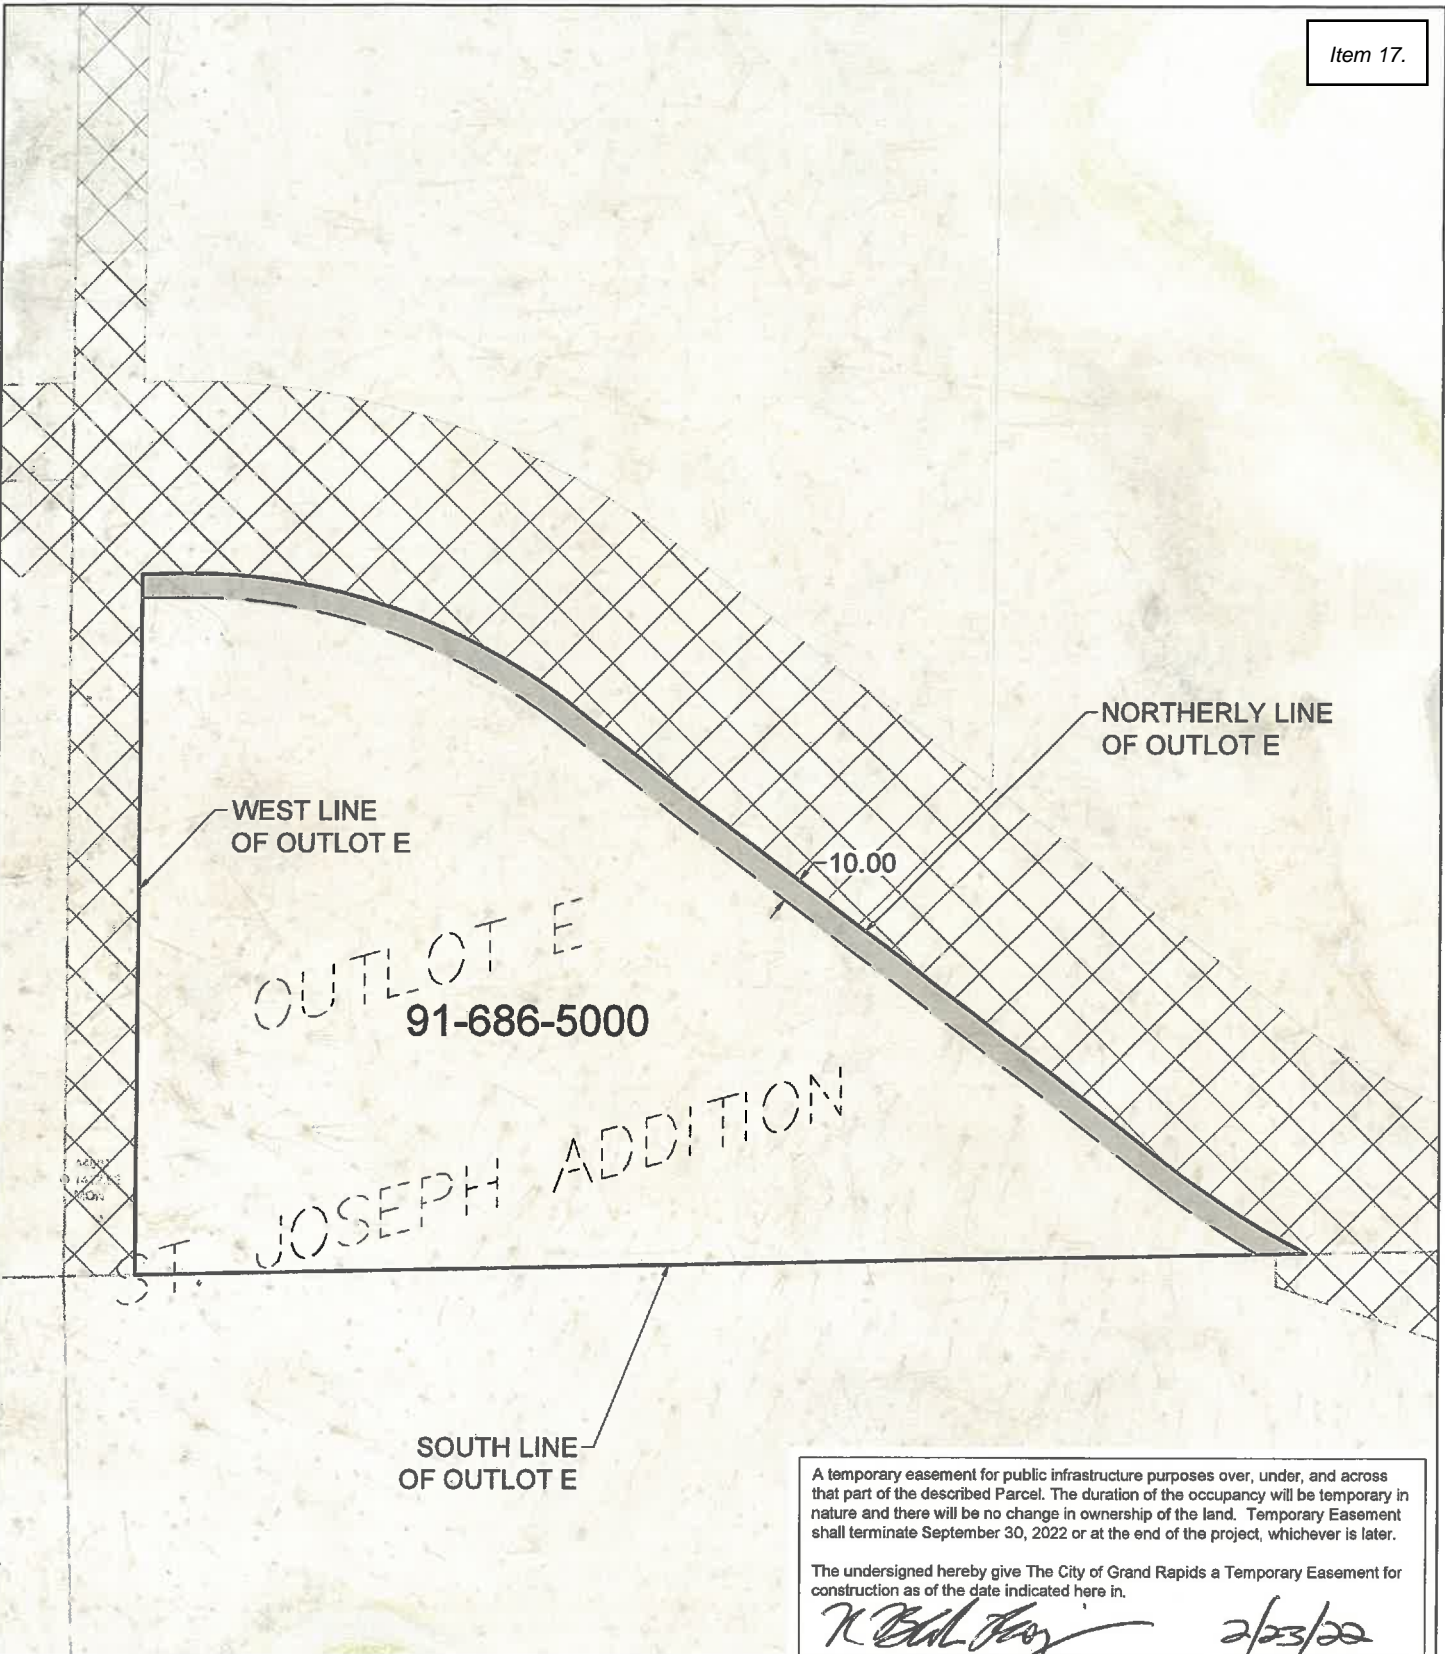 Item 17.
NORTHERLY LINE
OF OUTLOT E
WEST LINE
OF OUTLOT E
10.00
OUTLOT E
91-686-5000
ST. JOSEPH ADDITION
SOUTH LINE
OF OUTLOT E
A temporary easement for public infrastructure purposes over, under, and across
that part of the described Parcel. The duration of the occupancy will be temporary in
nature and there will be no change in ownership of the land. Temporary Easement
shall terminate September 30, 2022 or at the end of the project, whichever is later.
The undersigned hereby give The City of Grand Rapids a Temporary Easement for
construction as of the date indicated here in.
2/23/22